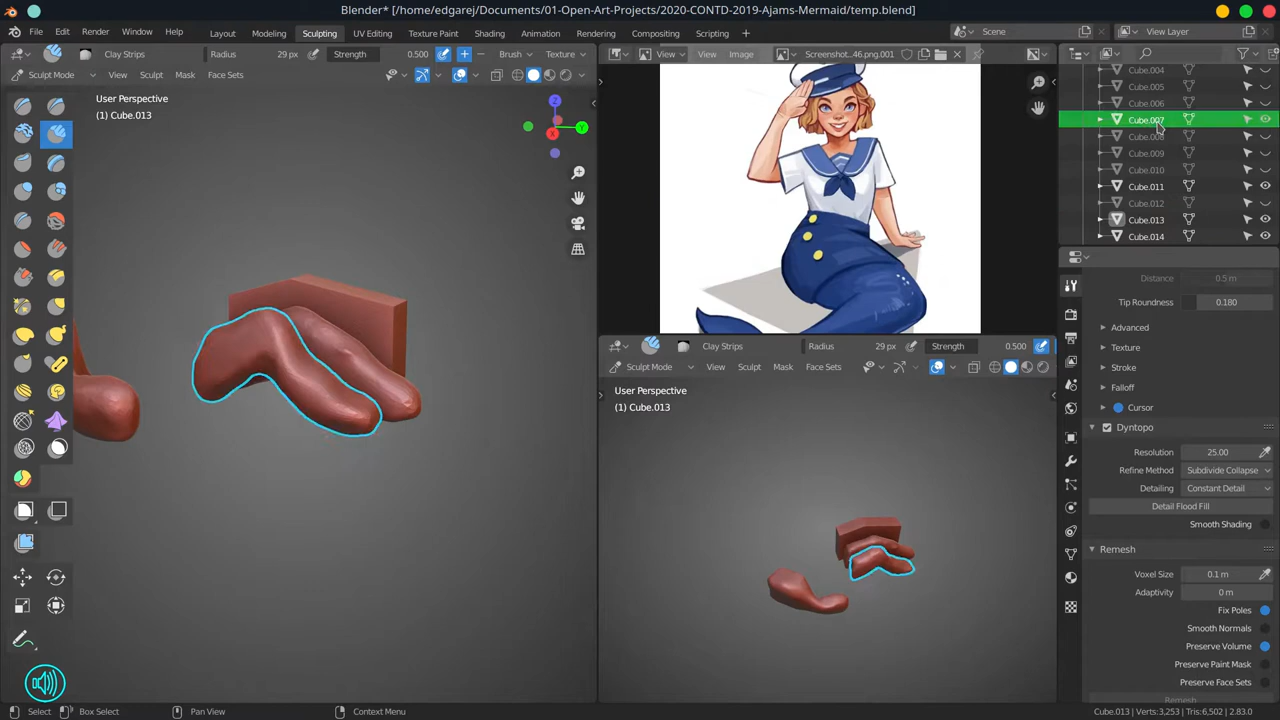 Blender* [/home/edgarej/Documents/01-Open-Art-Projects/2020-CONTD-2019-Ajams-Mermaid/temp.blend]
File Edit Render Window Help Layout Modeling Sculpting UV Editing Texture Paint Shading Animation Rendering Compositing Scripting + Scene View Layer
Clay Strips Radius 29 px Strength 0.500 Brush Texture
View View Image Screenshot...46.png.001
Sculpt Mode View Sculpt Mask Face Sets
User Perspective
(1) Cube.013
Cube.004
Cube.005
Cube.006
Cube.007
Cube.008
Cube.009
Cube.010
Cube.011
Cube.012
Cube.013
Cube.014
Distance 0.5 m
Tip Roundness 0.180
Advanced
Texture
Stroke
Falloff
Cursor
Dyntopo
Resolution 25.00
Refine Method Subdivide Collapse
Detailing Constant Detail
Detail Flood Fill
Smooth Shading
Remesh
Voxel Size 0.1 m
Adaptivity 0 m
Fix Poles
Smooth Normals
Preserve Volume
Preserve Paint Mask
Preserve Face Sets
Remesh
Clay Strips Radius 29 px Strength 0.500
Sculpt Mode View Sculpt Mask Face Sets
User Perspective
(1) Cube.013
X
Y
Z
Select Box Select Pan View Context Menu Cube.013 | Verts:3,253 | Tris:6,502 | 2.83.0